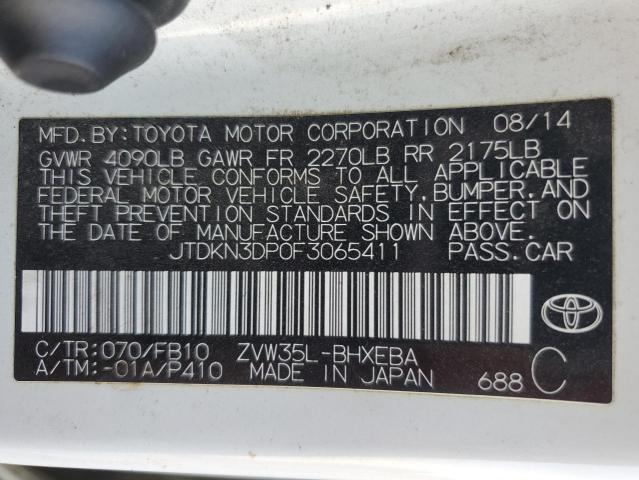 MFD.BY:TOYOTA MOTOR CORPORATION 08/14
GVWR 4090LB GAWR FR 2270LB RR 2175LB
THIS VEHICLE CONFORMS TO ALL APPLICABLE
FEDERAL MOTOR VEHICLE SAFETY,BUMPER,AND
THEFT PREVENTION STANDARDS IN EFFECT ON
THE DATE OF MANUFACTURE SHOWN ABOVE.
JTDKN3DP0F3065411 PASS.CAR
C/TR:070/FB10 ZVW35L-BHXEBA
A/TM:-01A/P410 MADE IN JAPAN 688 C